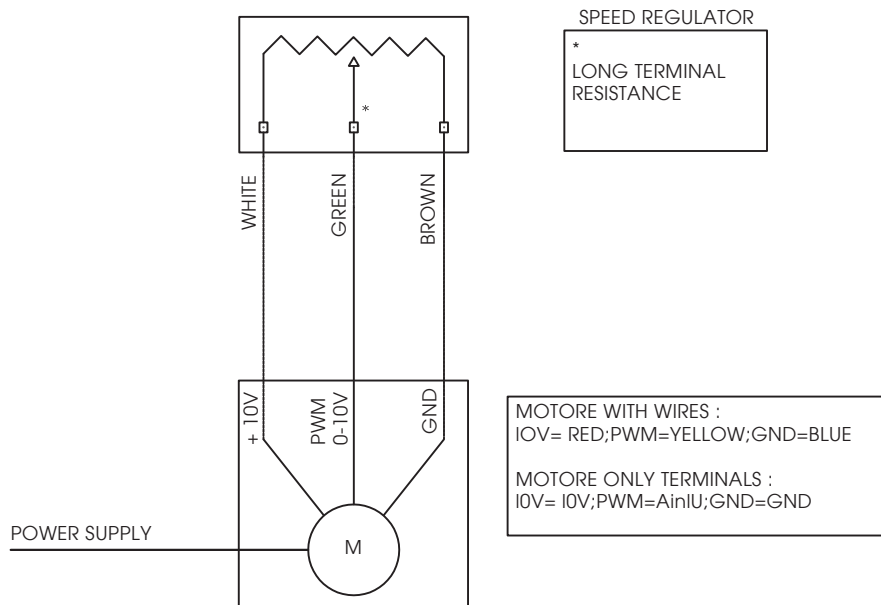 SPEED REGULATOR
*
LONG TERMINAL
RESISTANCE
*
WHITE
GREEN
BROWN
+ 10V
PWM
0-10V
GND
MOTORE WITH WIRES :
IOV= RED;PWM=YELLOW;GND=BLUE
MOTORE ONLY TERMINALS :
I0V= I0V;PWM=AinIU;GND=GND
POWER SUPPLY
M